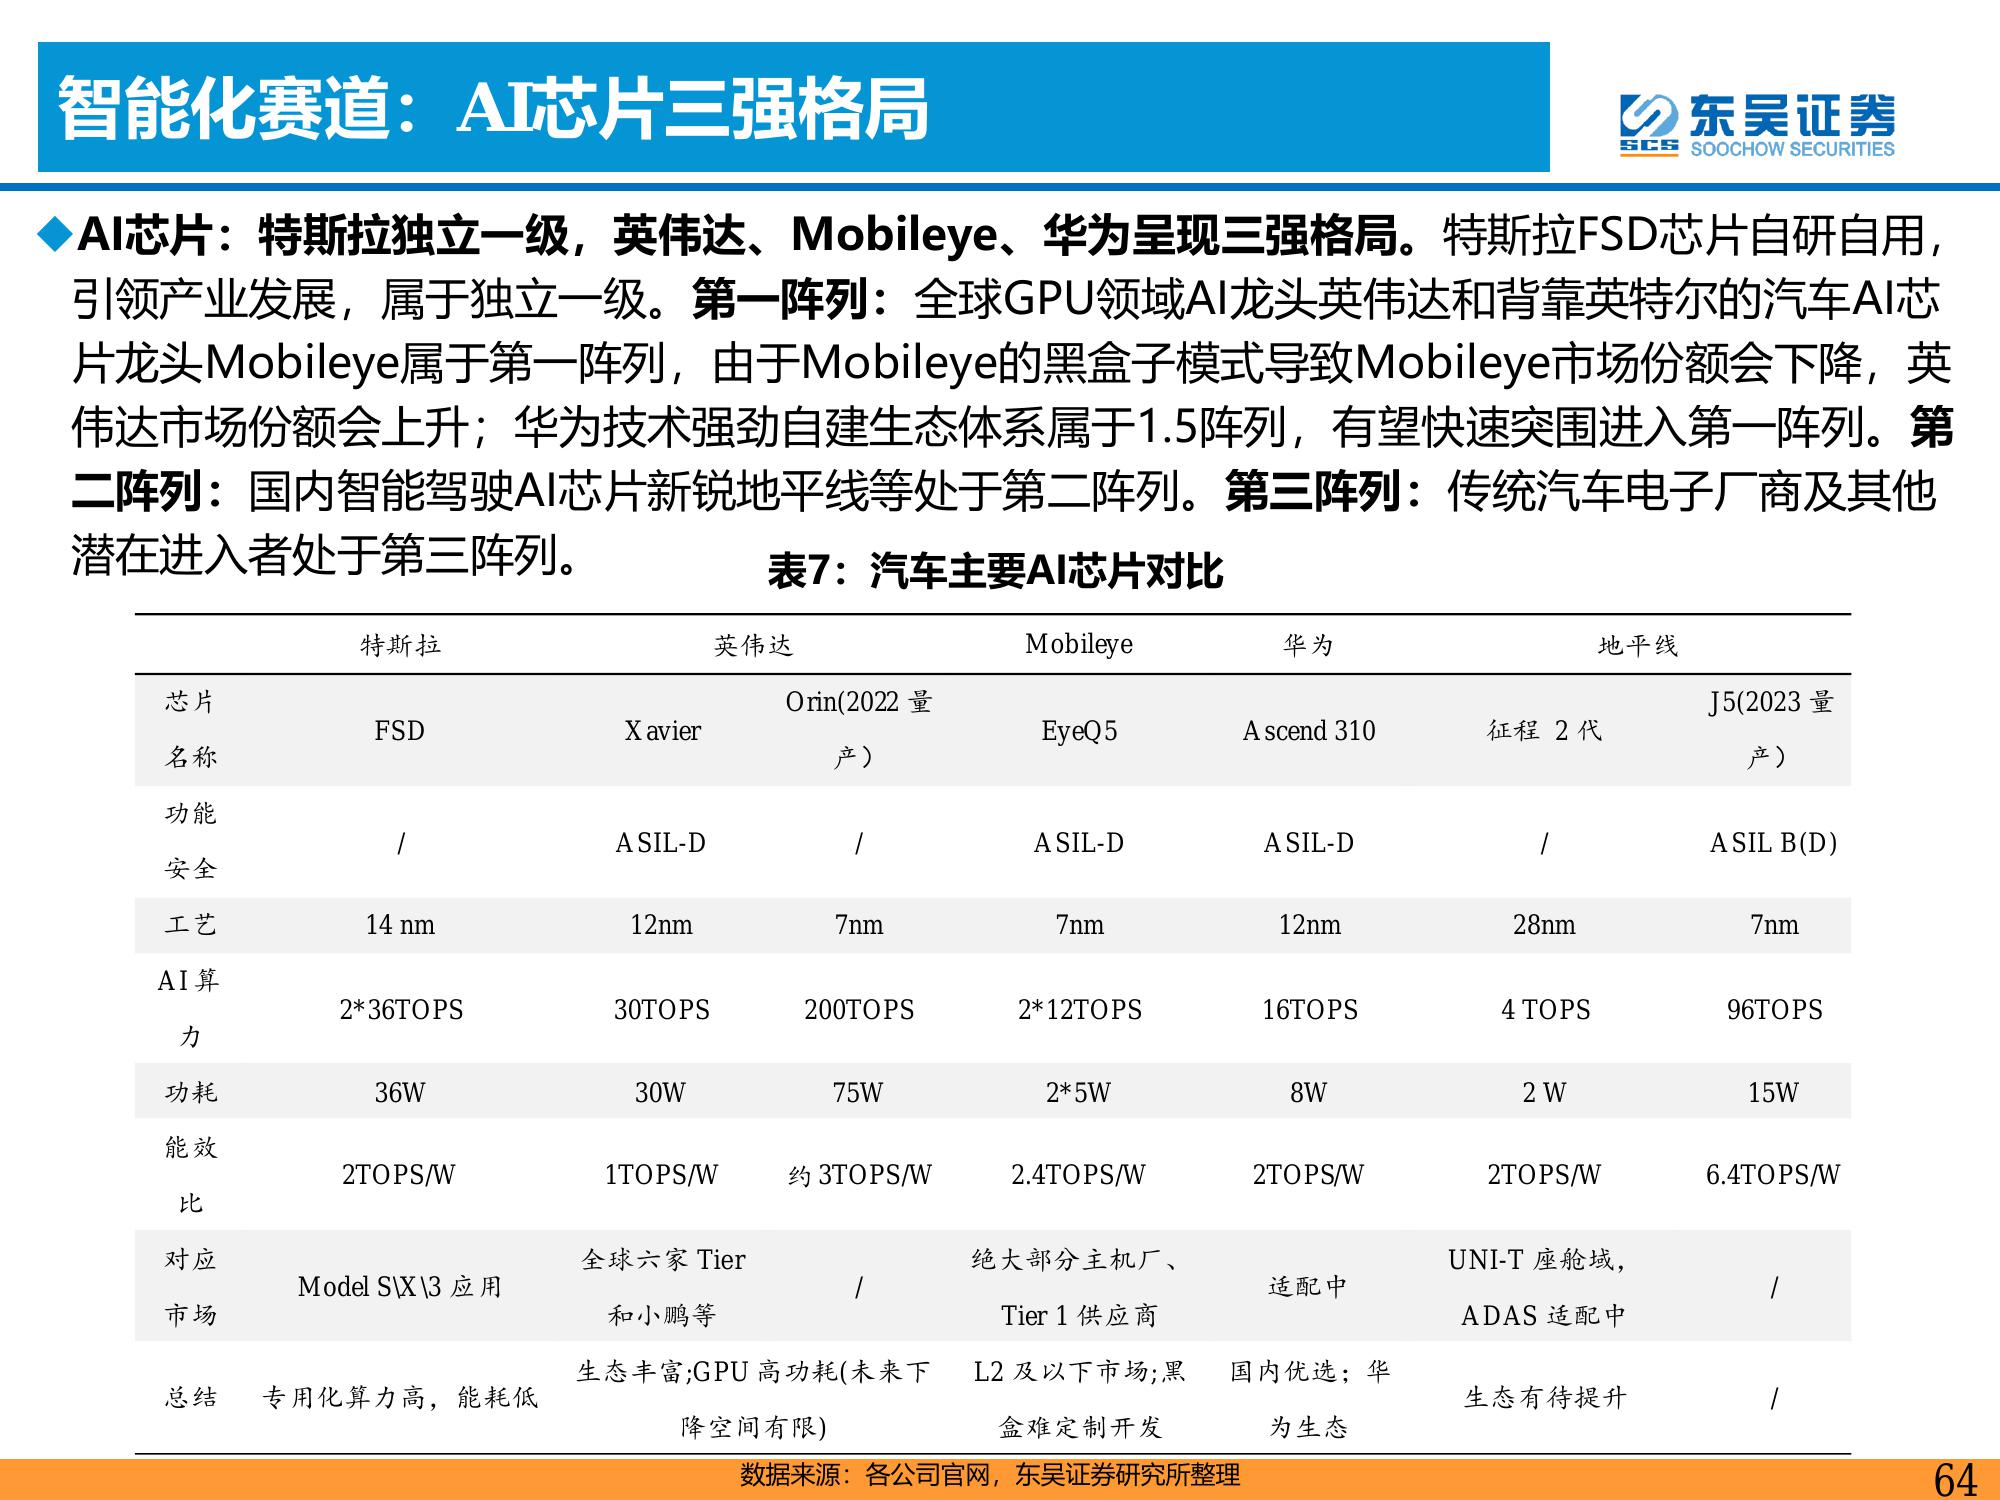 智能化赛道：AI芯片三强格局
SCS 东吴证券
SOOCHOW SECURITIES
◆AI芯片：特斯拉独立一级，英伟达、Mobileye、华为呈现三强格局。特斯拉FSD芯片自研自用，
引领产业发展，属于独立一级。第一阵列：全球GPU领域AI龙头英伟达和背靠英特尔的汽车AI芯
片龙头Mobileye属于第一阵列，由于Mobileye的黑盒子模式导致Mobileye市场份额会下降，英
伟达市场份额会上升；华为技术强劲自建生态体系属于1.5阵列，有望快速突围进入第一阵列。第
二阵列：国内智能驾驶AI芯片新锐地平线等处于第二阵列。第三阵列：传统汽车电子厂商及其他
潜在进入者处于第三阵列。
表7：汽车主要AI芯片对比
特斯拉 英伟达 Mobileye 华为 地平线
芯片名称 FSD Xavier Orin(2022 量产） EyeQ5 Ascend 310 征程 2 代 J5(2023 量产）
功能安全 / ASIL-D / ASIL-D ASIL-D / ASIL B(D)
工艺 14 nm 12nm 7nm 7nm 12nm 28nm 7nm
AI 算力 2*36TOPS 30TOPS 200TOPS 2*12TOPS 16TOPS 4 TOPS 96TOPS
功耗 36W 30W 75W 2*5W 8W 2 W 15W
能效比 2TOPS/W 1TOPS/W 约 3TOPS/W 2.4TOPS/W 2TOPS/W 2TOPS/W 6.4TOPS/W
对应市场 Model S\X\3 应用 全球六家 Tier 和小鹏等 / 绝大部分主机厂、Tier 1 供应商 适配中 UNI-T 座舱域，ADAS 适配中 /
总结 专用化算力高，能耗低 生态丰富;GPU 高功耗(未来下降空间有限) L2 及以下市场;黑盒难定制开发 国内优选；华为生态 生态有待提升 /
数据来源：各公司官网，东吴证券研究所整理
64